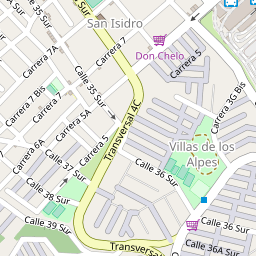 Sur
San Isidro
Carrera 7
Don Chelo
Carrera 7A
Carrera 5
Calle 35 Sur
Carrera 7 Bis
Carrera 7
Transversal 4C
Carrera 3G Bis
Carrera 5A
Villas de los
Alpes
Carrera 6A
Carrera 5
Calle 37 Sur
Calle 36 Sur
Calle 38 Sur
Calle 39 Sur
Calle 36 Sur
Transversal
Calle 36A Sur